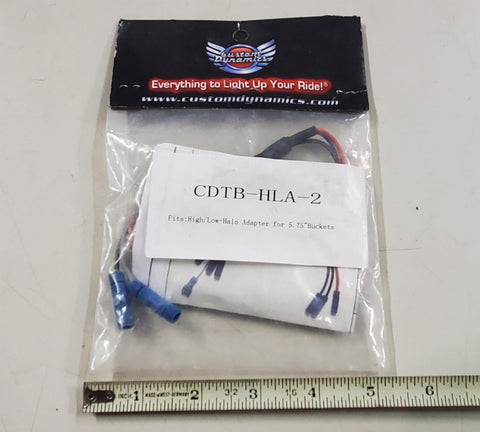 Custom
Dynamics
Everything to Light Up Your Ride!®
www.customdynamics.com
CDTB-HLA-2
Fits:High/Low-Halo Adapter for 5.75"Buckets
1 2 3 4 5 6